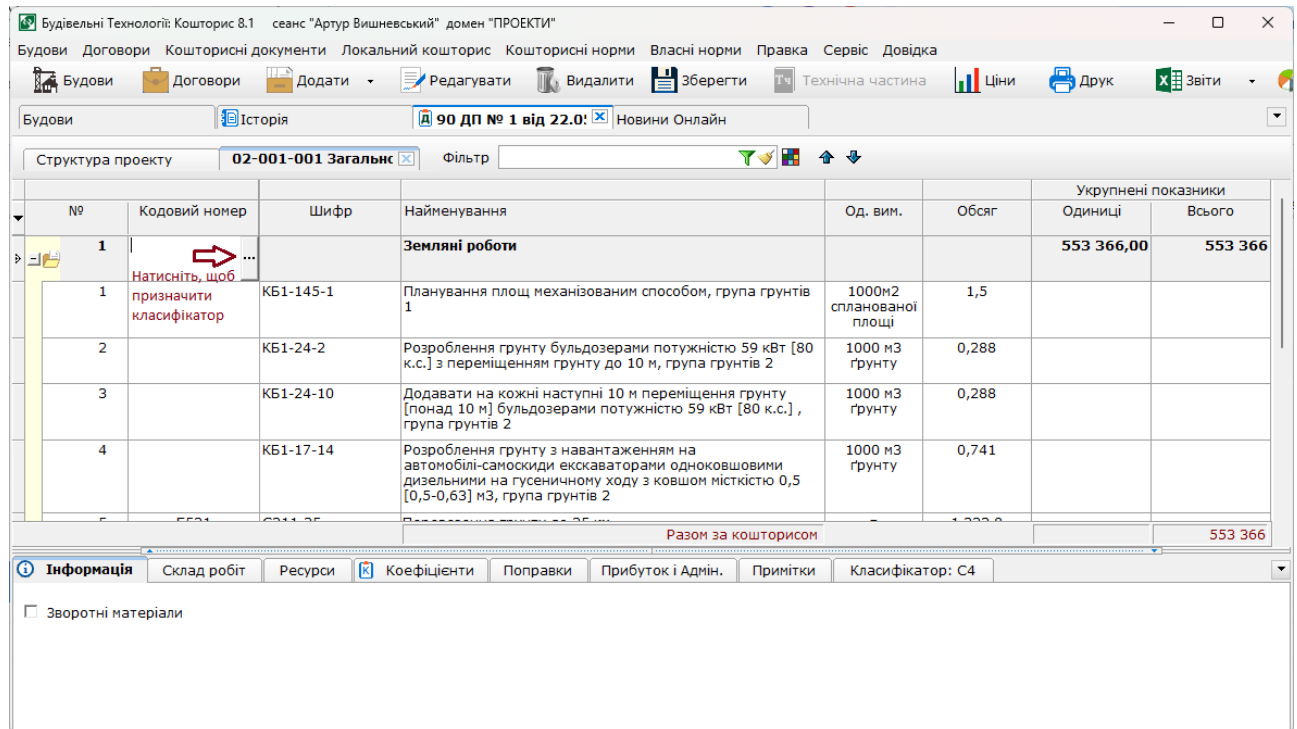 Будівельні Технології: Кошторис 8.1 сеанс "Артур Вишневський" домен "ПРОЕКТИ"
Будови Договори Кошторисні документи Локальний кошторис Кошторисні норми Власні норми Правка Сервіс Довідка
Будови Договори Додати Редагувати Видалити Зберегти Тч Технічна частина Ціни Друк Звіти
Будови Історія 90 ДП № 1 від 22.0 Новини Онлайн
Структура проекту 02-001-001 Загальнс Фільтр
Укрупнені показники
№ Кодовий номер Шифр Найменування Од. вим. Обсяг Одиниці Всього
1 ... Земляні роботи 553 366,00 553 366
Натисніть, щоб
призначити
класифікатор
1 КБ1-145-1 Планування площ механізованим способом, група грунтів
1
1000м2
спланованої
площі
1,5
2 КБ1-24-2 Розроблення грунту бульдозерами потужністю 59 кВт [80
к.с.] з переміщенням грунту до 10 м, група грунтів 2
1000 м3
ґрунту
0,288
3 КБ1-24-10 Додавати на кожні наступні 10 м переміщення грунту
[понад 10 м] бульдозерами потужністю 59 кВт [80 к.с.] ,
група грунтів 2
1000 м3
ґрунту
0,288
4 КБ1-17-14 Розроблення грунту з навантаженням на
автомобілі-самоскиди екскаваторами одноковшовими
дизельними на гусеничному ходу з ковшом місткістю 0,5
[0,5-0,63] м3, група грунтів 2
1000 м3
ґрунту
0,741
Разом за кошторисом 553 366
Інформація Склад робіт Ресурси К Коефіцієнти Поправки Прибуток і Адмін. Примітки Класифікатор: С4
Зворотні матеріали